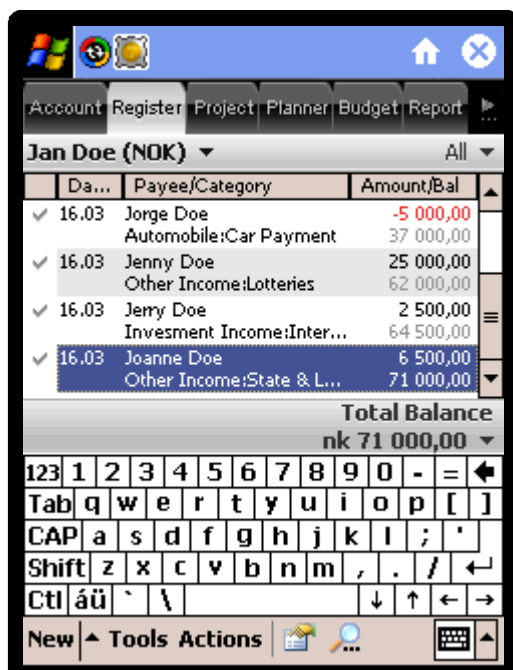 Account Register Project Planner Budget Report
Jan Doe (NOK) All
Da... Payee/Category Amount/Bal
16.03 Jorge Doe -5 000,00
Automobile:Car Payment 37 000,00
16.03 Jenny Doe 25 000,00
Other Income:Lotteries 62 000,00
16.03 Jerry Doe 2 500,00
Invesment Income:Inter... 64 500,00
16.03 Joanne Doe 6 500,00
Other Income:State & L... 71 000,00
Total Balance
nk 71 000,00
123 1 2 3 4 5 6 7 8 9 0 - =
Tab q w e r t y u i o p [ ]
CAP a s d f g h j k l ; '
Shift z x c v b n m , . /
Ctl áü ` \ ↓ ↑ ← →
New Tools Actions